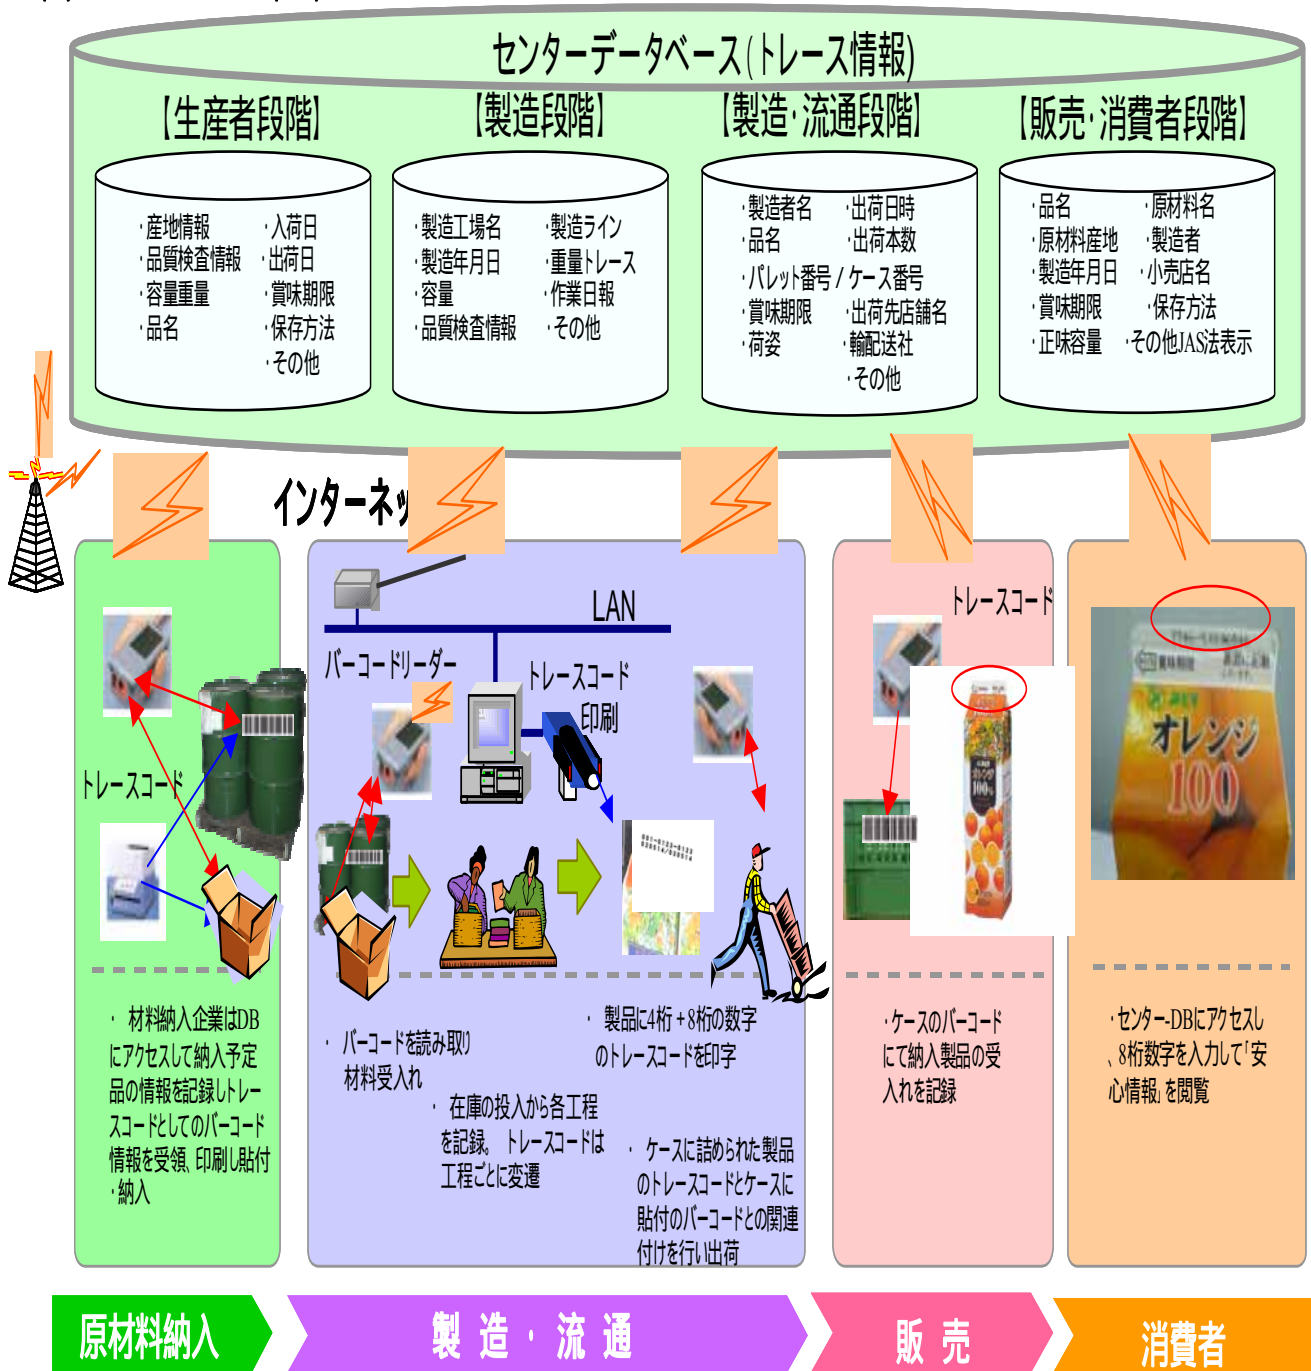 センターデータベース(トレース情報)
【生産者段階】
【製造段階】
【製造・流通段階】
【販売・消費者段階】
・産地情報 ・入荷日
・品質検査情報 ・出荷日
・容量重量 ・賞味期限
・品名 ・保存方法
・その他
・製造工場名 ・製造ライン
・製造年月日 ・重量トレース
・容量 ・作業日報
・品質検査情報 ・その他
・製造者名 ・出荷日時
・品名 ・出荷本数
・パレット番号 / ケース番号
・賞味期限 ・出荷先店舗名
・荷姿 ・輸配送社
・その他
・品名 ・原材料名
・原材料産地 ・製造者
・製造年月日 ・小売店名
・賞味期限 ・保存方法
・正味容量 ・その他JAS法表示
インターネッ
トレースコード
・ 材料納入企業はDB
にアクセスして納入予定
品の情報を記録しトレー
スコードとしてのバーコード
情報を受領、印刷し貼付
・納入
LAN
バーコードリーダー
トレースコード
印刷
・ バーコードを読み取り
材料受入れ
・ 在庫の投入から各工程
を記録。 トレースコードは
工程ごとに変遷
・ 製品に4桁 + 8桁の数字
のトレースコードを印字
・ ケースに詰められた製品
のトレースコードとケースに
貼付のバーコードとの関連
付けを行い出荷
トレースコード
オレンジ
100%
・ケースのバーコード
にて納入製品の受
入れを記録
賞味期限
オレンジ
100
・センター-DBにアクセスし
、8桁数字を入力して「安
心情報」を閲覧
原材料納入
製 造 ・ 流 通
販 売
消費者